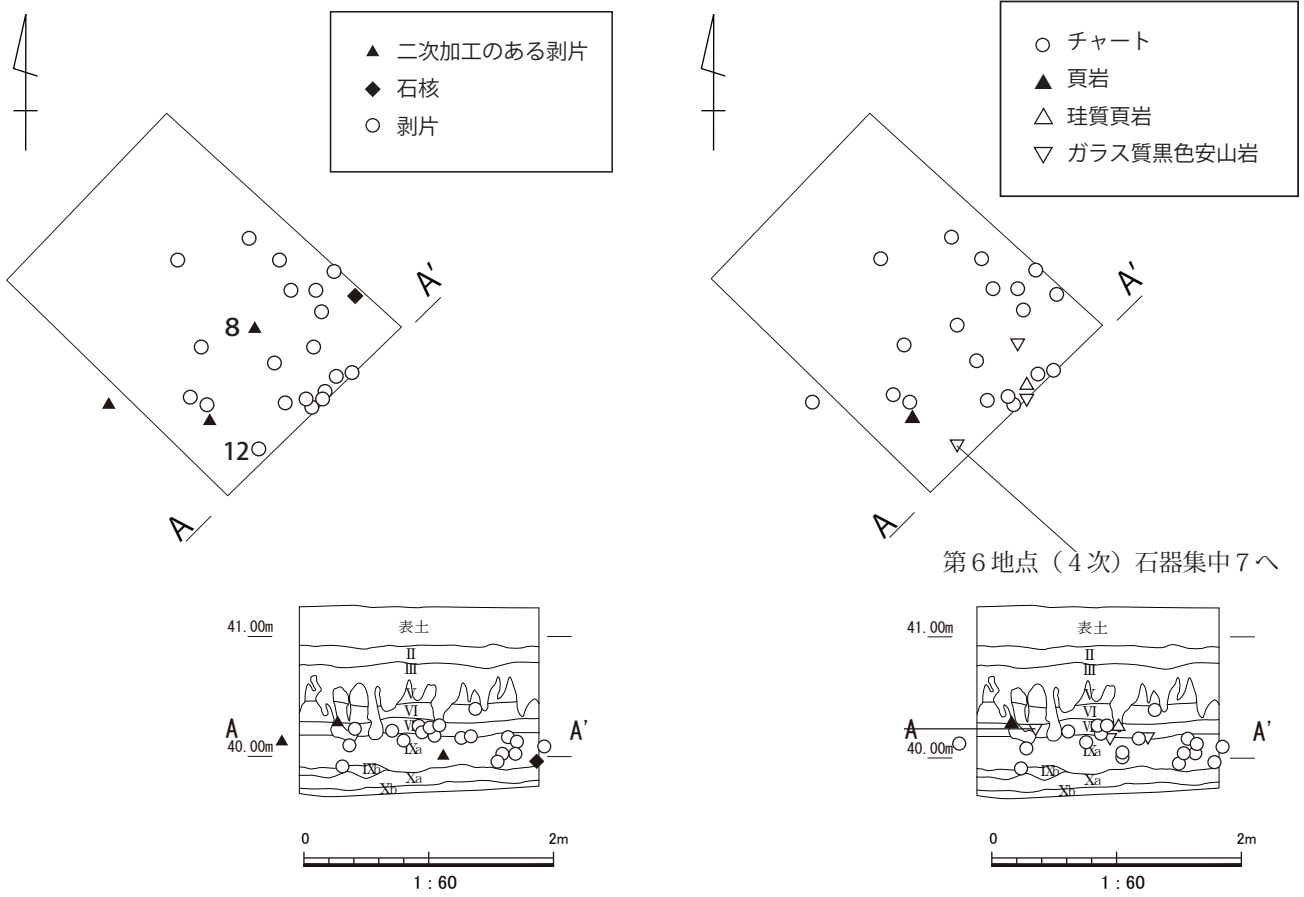 二次加工のある剥片
石核
剥片
A'
8
12
A
41.00m
表土
Ⅱ
Ⅲ
Ⅴ
Ⅵ
A
A'
40.00m
Ⅸa
Ⅸb
Ⅹa
Ⅹb
0
2m
1 : 60
チャート
頁岩
珪質頁岩
ガラス質黒色安山岩
A'
A
第6地点（4次）石器集中7へ
41.00m
表土
Ⅱ
Ⅲ
Ⅴ
Ⅵ
A
A'
40.00m
Ⅸa
Ⅸb
Ⅹa
Ⅹb
0
2m
1 : 60